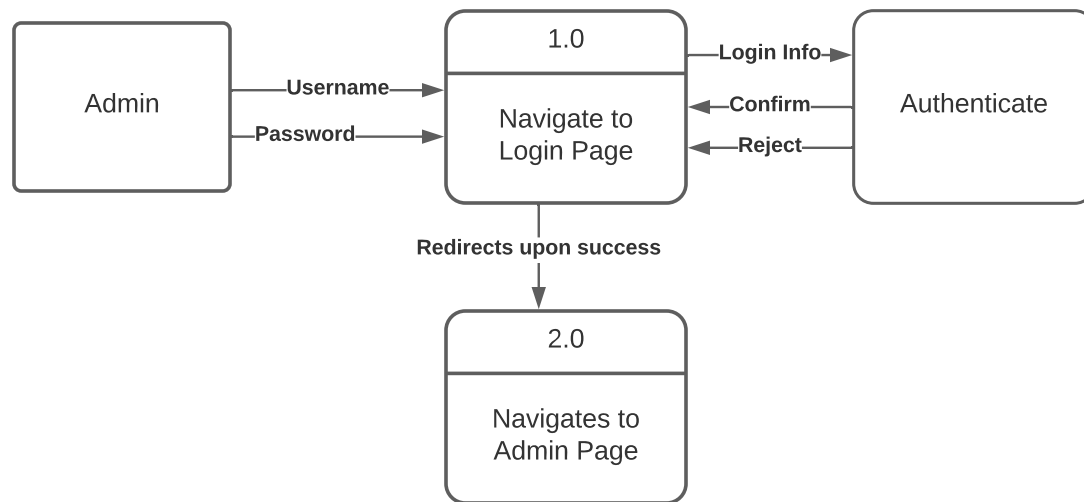 Admin
Username
Password
1.0
Navigate to
Login Page
Login Info
Confirm
Reject
Authenticate
Redirects upon success
2.0
Navigates to
Admin Page